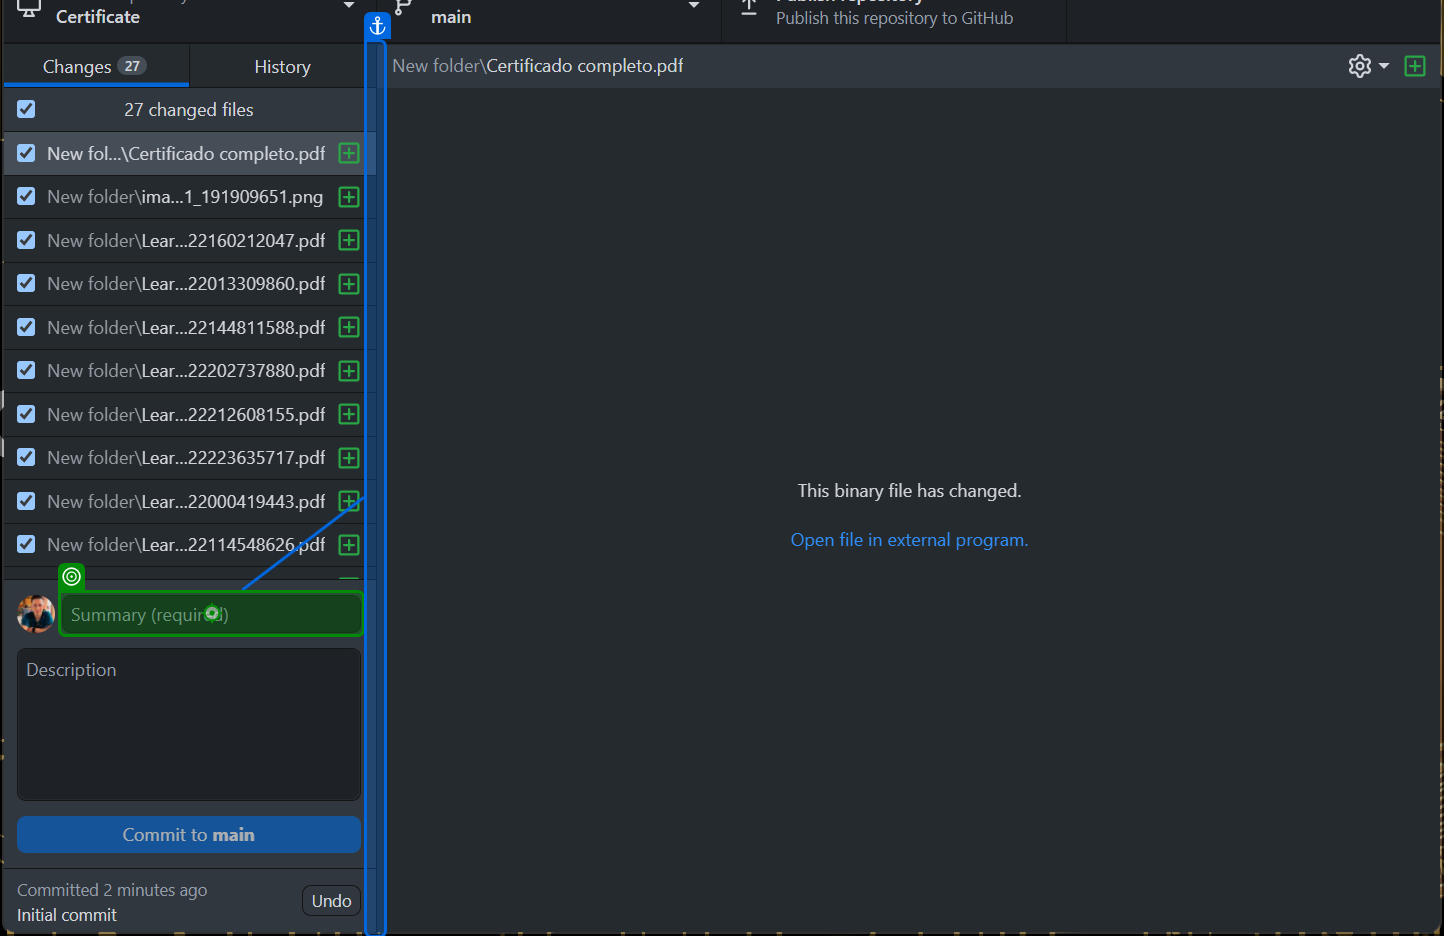 Certificate
main
Publish repository
Publish this repository to GitHub
Changes 27
History
New folder\Certificado completo.pdf
27 changed files
New fol...\Certificado completo.pdf
New folder\ima...1_191909651.png
New folder\Lear...22160212047.pdf
New folder\Lear...22013309860.pdf
New folder\Lear...22144811588.pdf
New folder\Lear...22202737880.pdf
New folder\Lear...22212608155.pdf
New folder\Lear...22223635717.pdf
New folder\Lear...22000419443.pdf
New folder\Lear...22114548626.pdf
This binary file has changed.
Open file in external program.
Summary (required)
Description
Commit to main
Committed 2 minutes ago
Initial commit
Undo